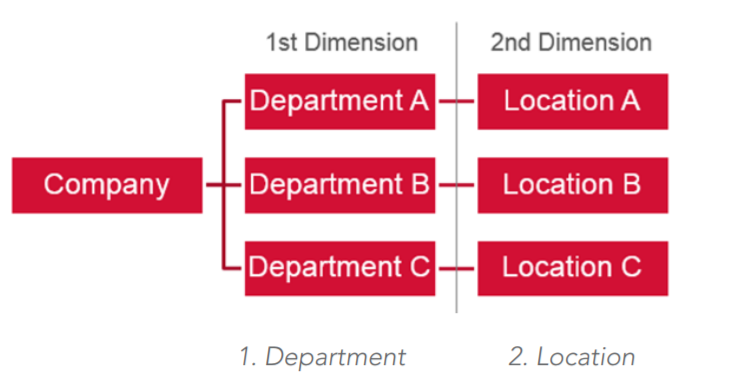 1st Dimension
2nd Dimension
Department A
Location A
Company
Department B
Location B
Department C
Location C
1. Department
2. Location